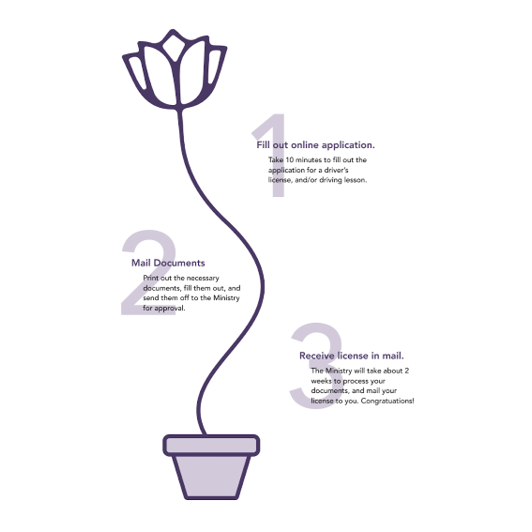 1
Fill out online application.
Take 10 minutes to fill out the
application for a driver's
license, and/or driving lesson.
2
Mail Documents
Print out the necessary
documents, fill them out, and
send them off to the Ministry
for approval.
3
Receive license in mail.
The Ministry will take about 2
weeks to process your
documents, and mail your
license to you. Congratuations!